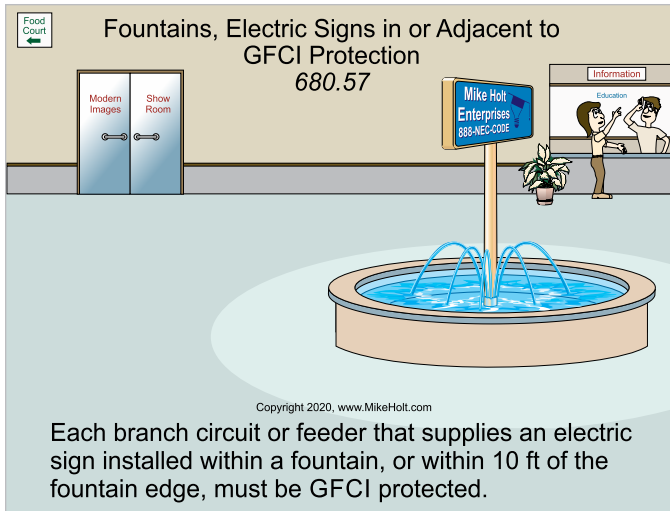 Food
Court
Fountains, Electric Signs in or Adjacent to
GFCI Protection
680.57
Modern
Images
Show
Room
Mike Holt
Enterprises
888-NEC-CODE
Information
Education
Copyright 2020, www.MikeHolt.com
Each branch circuit or feeder that supplies an electric
sign installed within a fountain, or within 10 ft of the
fountain edge, must be GFCI protected.